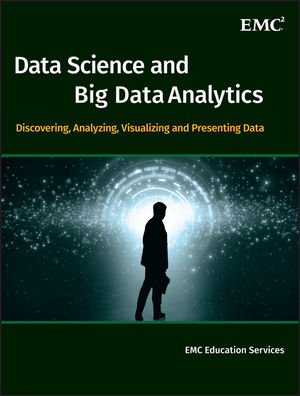 EMC²
Data Science and
Big Data Analytics
Discovering, Analyzing, Visualizing and Presenting Data
EMC Education Services